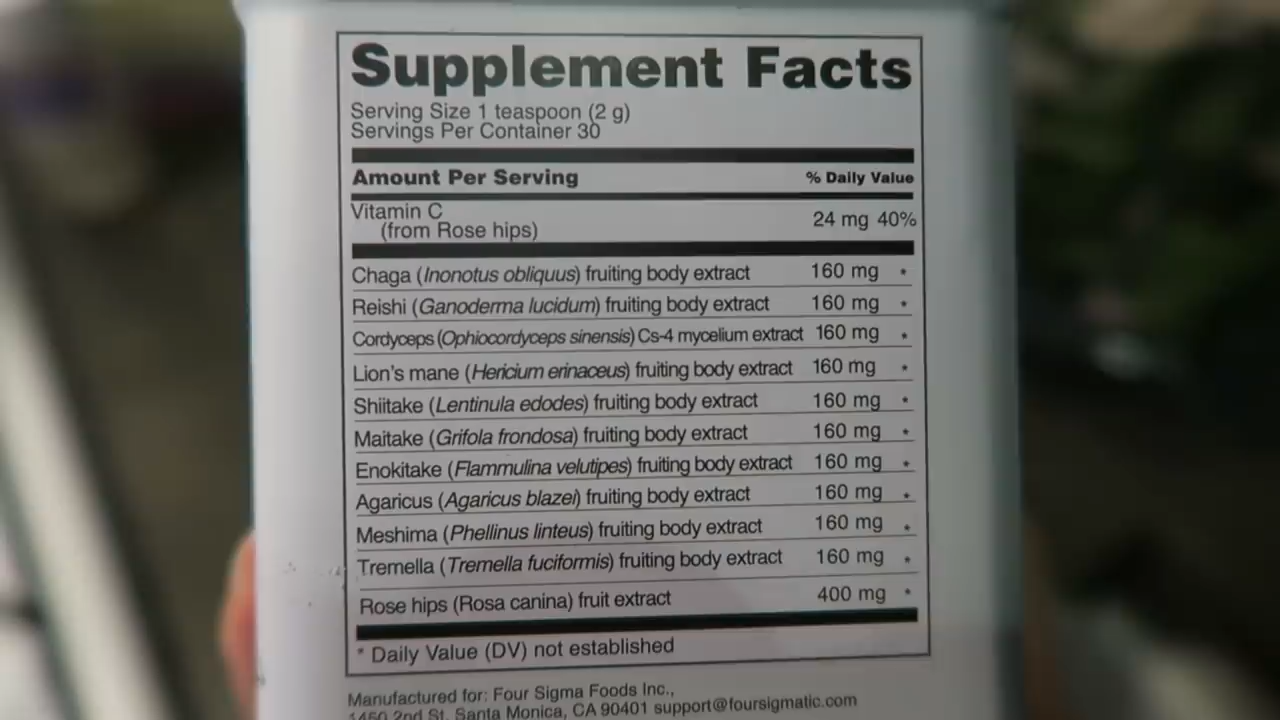 Supplement Facts
Serving Size 1 teaspoon (2 g)
Servings Per Container 30
Amount Per Serving % Daily Value
Vitamin C
(from Rose hips) 24 mg 40%
Chaga (Inonotus obliquus) fruiting body extract 160 mg *
Reishi (Ganoderma lucidum) fruiting body extract 160 mg *
Cordyceps (Ophiocordyceps sinensis) Cs-4 mycelium extract 160 mg *
Lion's mane (Hericium erinaceus) fruiting body extract 160 mg *
Shiitake (Lentinula edodes) fruiting body extract 160 mg *
Maitake (Grifola frondosa) fruiting body extract 160 mg *
Enokitake (Flammulina velutipes) fruiting body extract 160 mg *
Agaricus (Agaricus blazei) fruiting body extract 160 mg *
Meshima (Phellinus linteus) fruiting body extract 160 mg *
Tremella (Tremella fuciformis) fruiting body extract 160 mg *
Rose hips (Rosa canina) fruit extract 400 mg *
* Daily Value (DV) not established
Manufactured for: Four Sigma Foods Inc.,
1450 2nd St, Santa Monica, CA 90401 support@foursigmatic.com